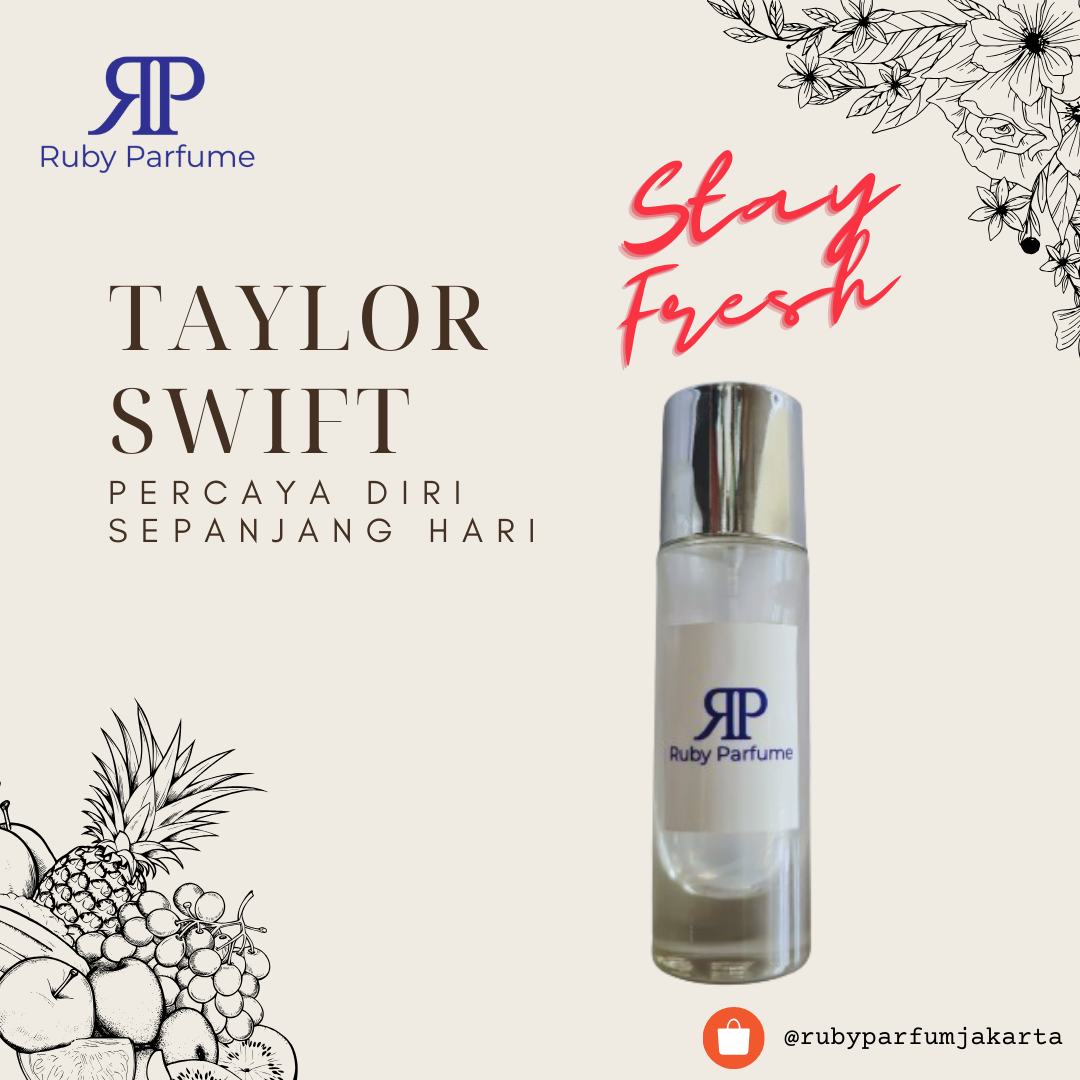 RP
Ruby Parfume
Stay
Fresh
TAYLOR
SWIFT
PERCAYA DIRI
SEPANJANG HARI
RP
Ruby Parfume
@rubyparfumjakarta